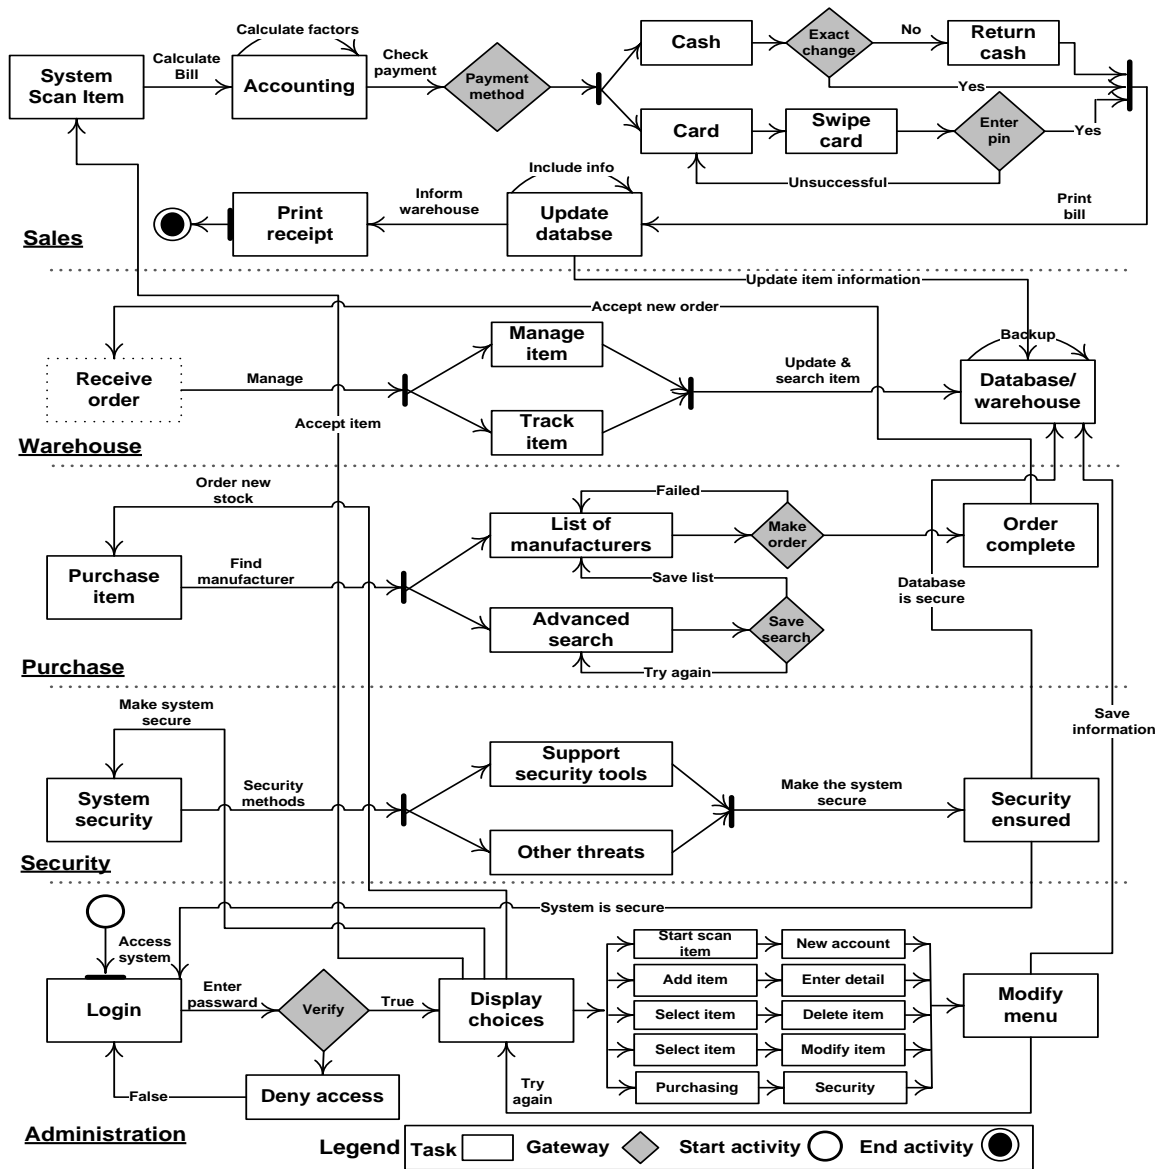 Calculate factors
Calculate
Bill
System
Scan Item
Accounting
Check
payment
Payment
method
Cash
Exact
change
No
Return
cash
Yes
Card
Swipe
card
Enter
pin
Yes
Unsuccessful
Include info
Inform
warehouse
Print
receipt
Update
databse
Print
bill
Sales
Update item information
Accept new order
Receive
order
Manage
Accept item
Manage
item
Track
item
Update &
search item
Backup
Database/
warehouse
Warehouse
Order new
stock
Purchase
item
Find
manufacturer
Failed
List of
manufacturers
Make
order
Order
complete
Save list
Advanced
search
Save
search
Try again
Database
is secure
Purchase
Make system
secure
System
security
Security
methods
Support
security tools
Other threats
Make the system
secure
Security
ensured
Save
information
Security
System is secure
Access
system
Login
Enter
passward
Verify
True
Display
choices
False
Deny access
Start scan
item
New account
Add item
Enter detail
Select item
Delete item
Select item
Modify item
Purchasing
Security
Modify
menu
Try
again
Administration
Legend
Task
Gateway
Start activity
End activity